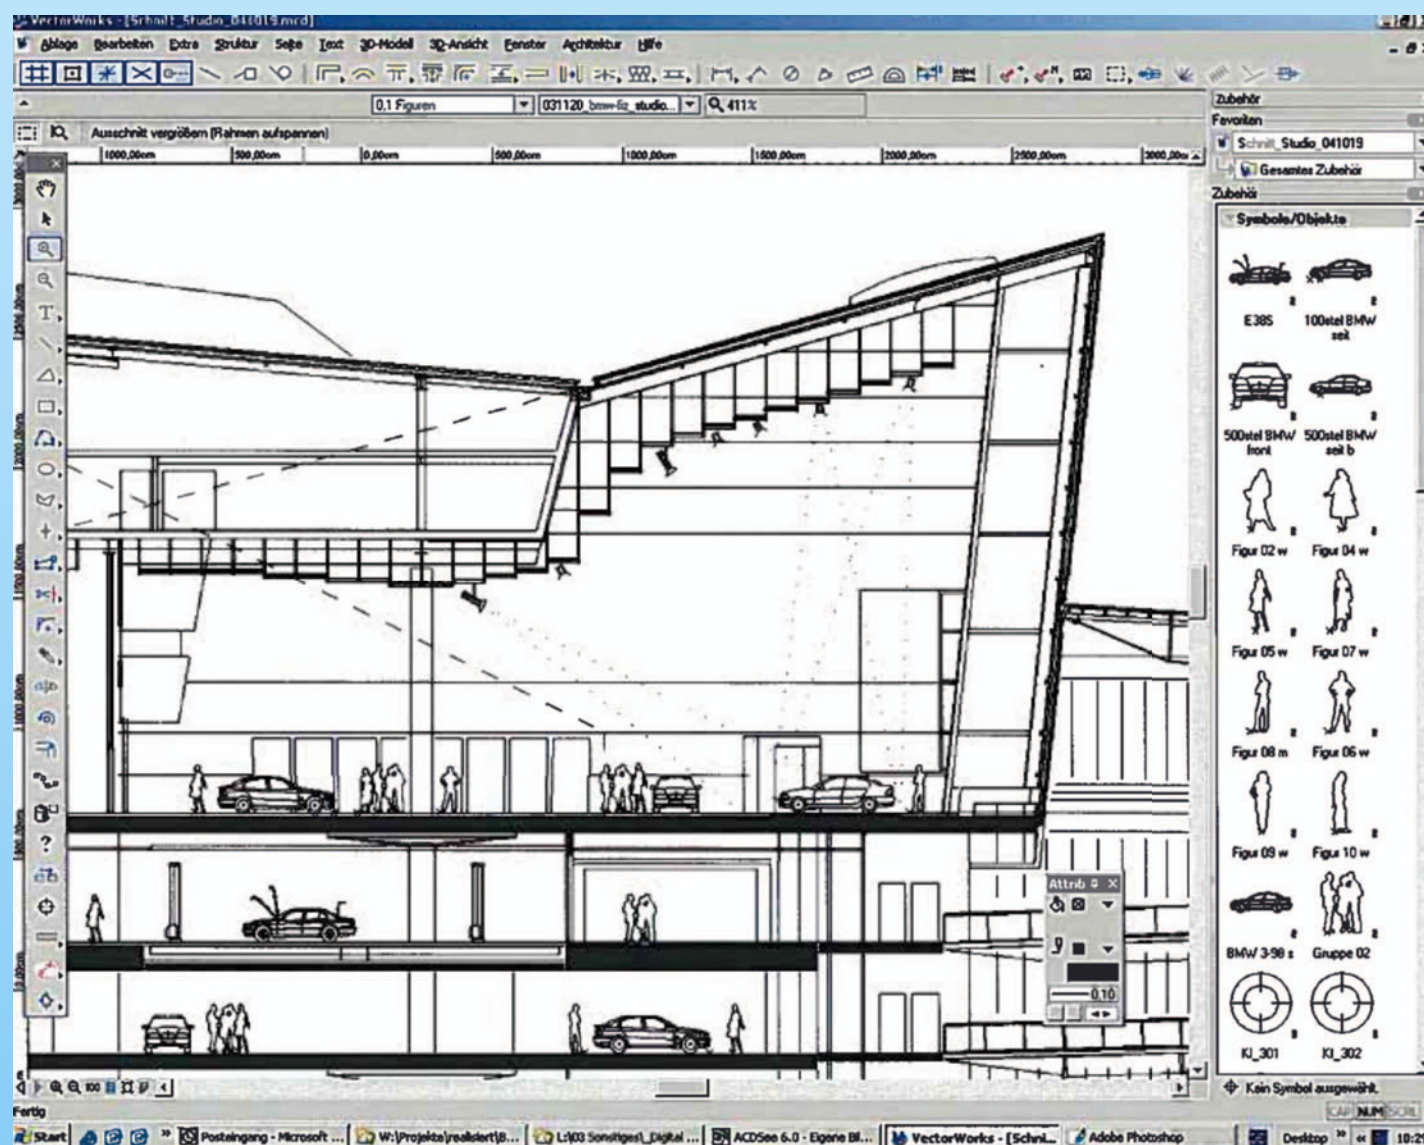 VectorWorks - [Schnitt_Studio_041019.mcd]
Ablage Bearbeiten Extra Struktur Seite Text 3D-Modell 3D-Ansicht Fenster Architektur Hilfe
0,1 Figuren 031120_bmw-fiz_studio... 411%
Ausschnitt vergrößern (Rahmen aufspannen)
1000,00cm 500,00cm 0,00cm 500,00cm 1000,00cm 1500,00cm 2000,00cm 2500,00cm
Zubehör
Favoriten
Schnitt_Studio_041019
Gesamtes Zubehör
Zubehör
Symbole/Objekte
E38S 100stel BMW seit
500stel BMW front 500stel BMW seit b
Figur 02 w Figur 04 w
Figur 05 w Figur 07 w
Figur 08 m Figur 06 w
Figur 09 w Figur 10 w
BMW 3-98 s Gruppe 02
KI_301 KI_302
Attrib
0,10
Kein Symbol ausgewählt.
Fertig
CAP NUM SCRL
Start Posteingang - Microsoft ... W:\Projekte\realisiert\B... L:\03 Sonstiges\_Digital ... ACDSee 6.0 - Eigene Bil... VectorWorks - [Schni... Adobe Photoshop Desktop